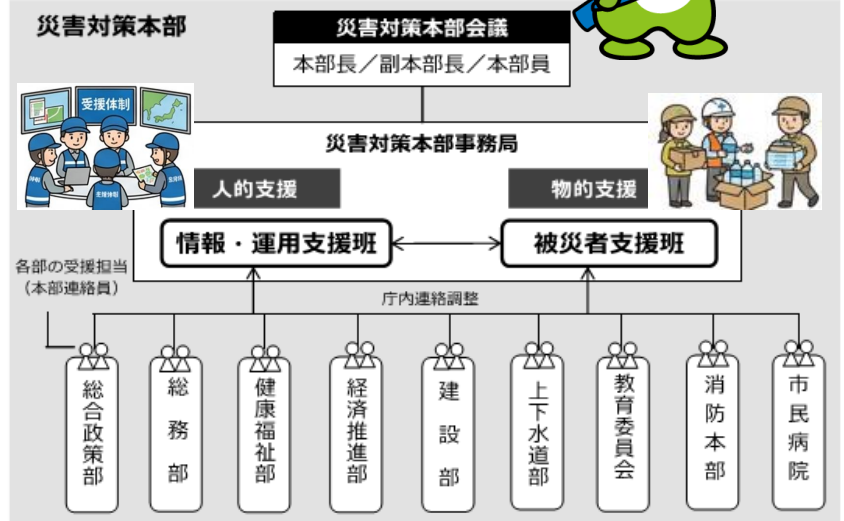 災害対策本部
災害対策本部会議
本部長／副本部長／本部員
受援体制
災害対策本部事務局
人的支援
物的支援
情報・運用支援班
被災者支援班
各部の受援担当
（本部連絡員）
庁内連絡調整
総合政策部
総務部
健康福祉部
経済推進部
建設部
上下水道部
教育委員会
消防本部
市民病院